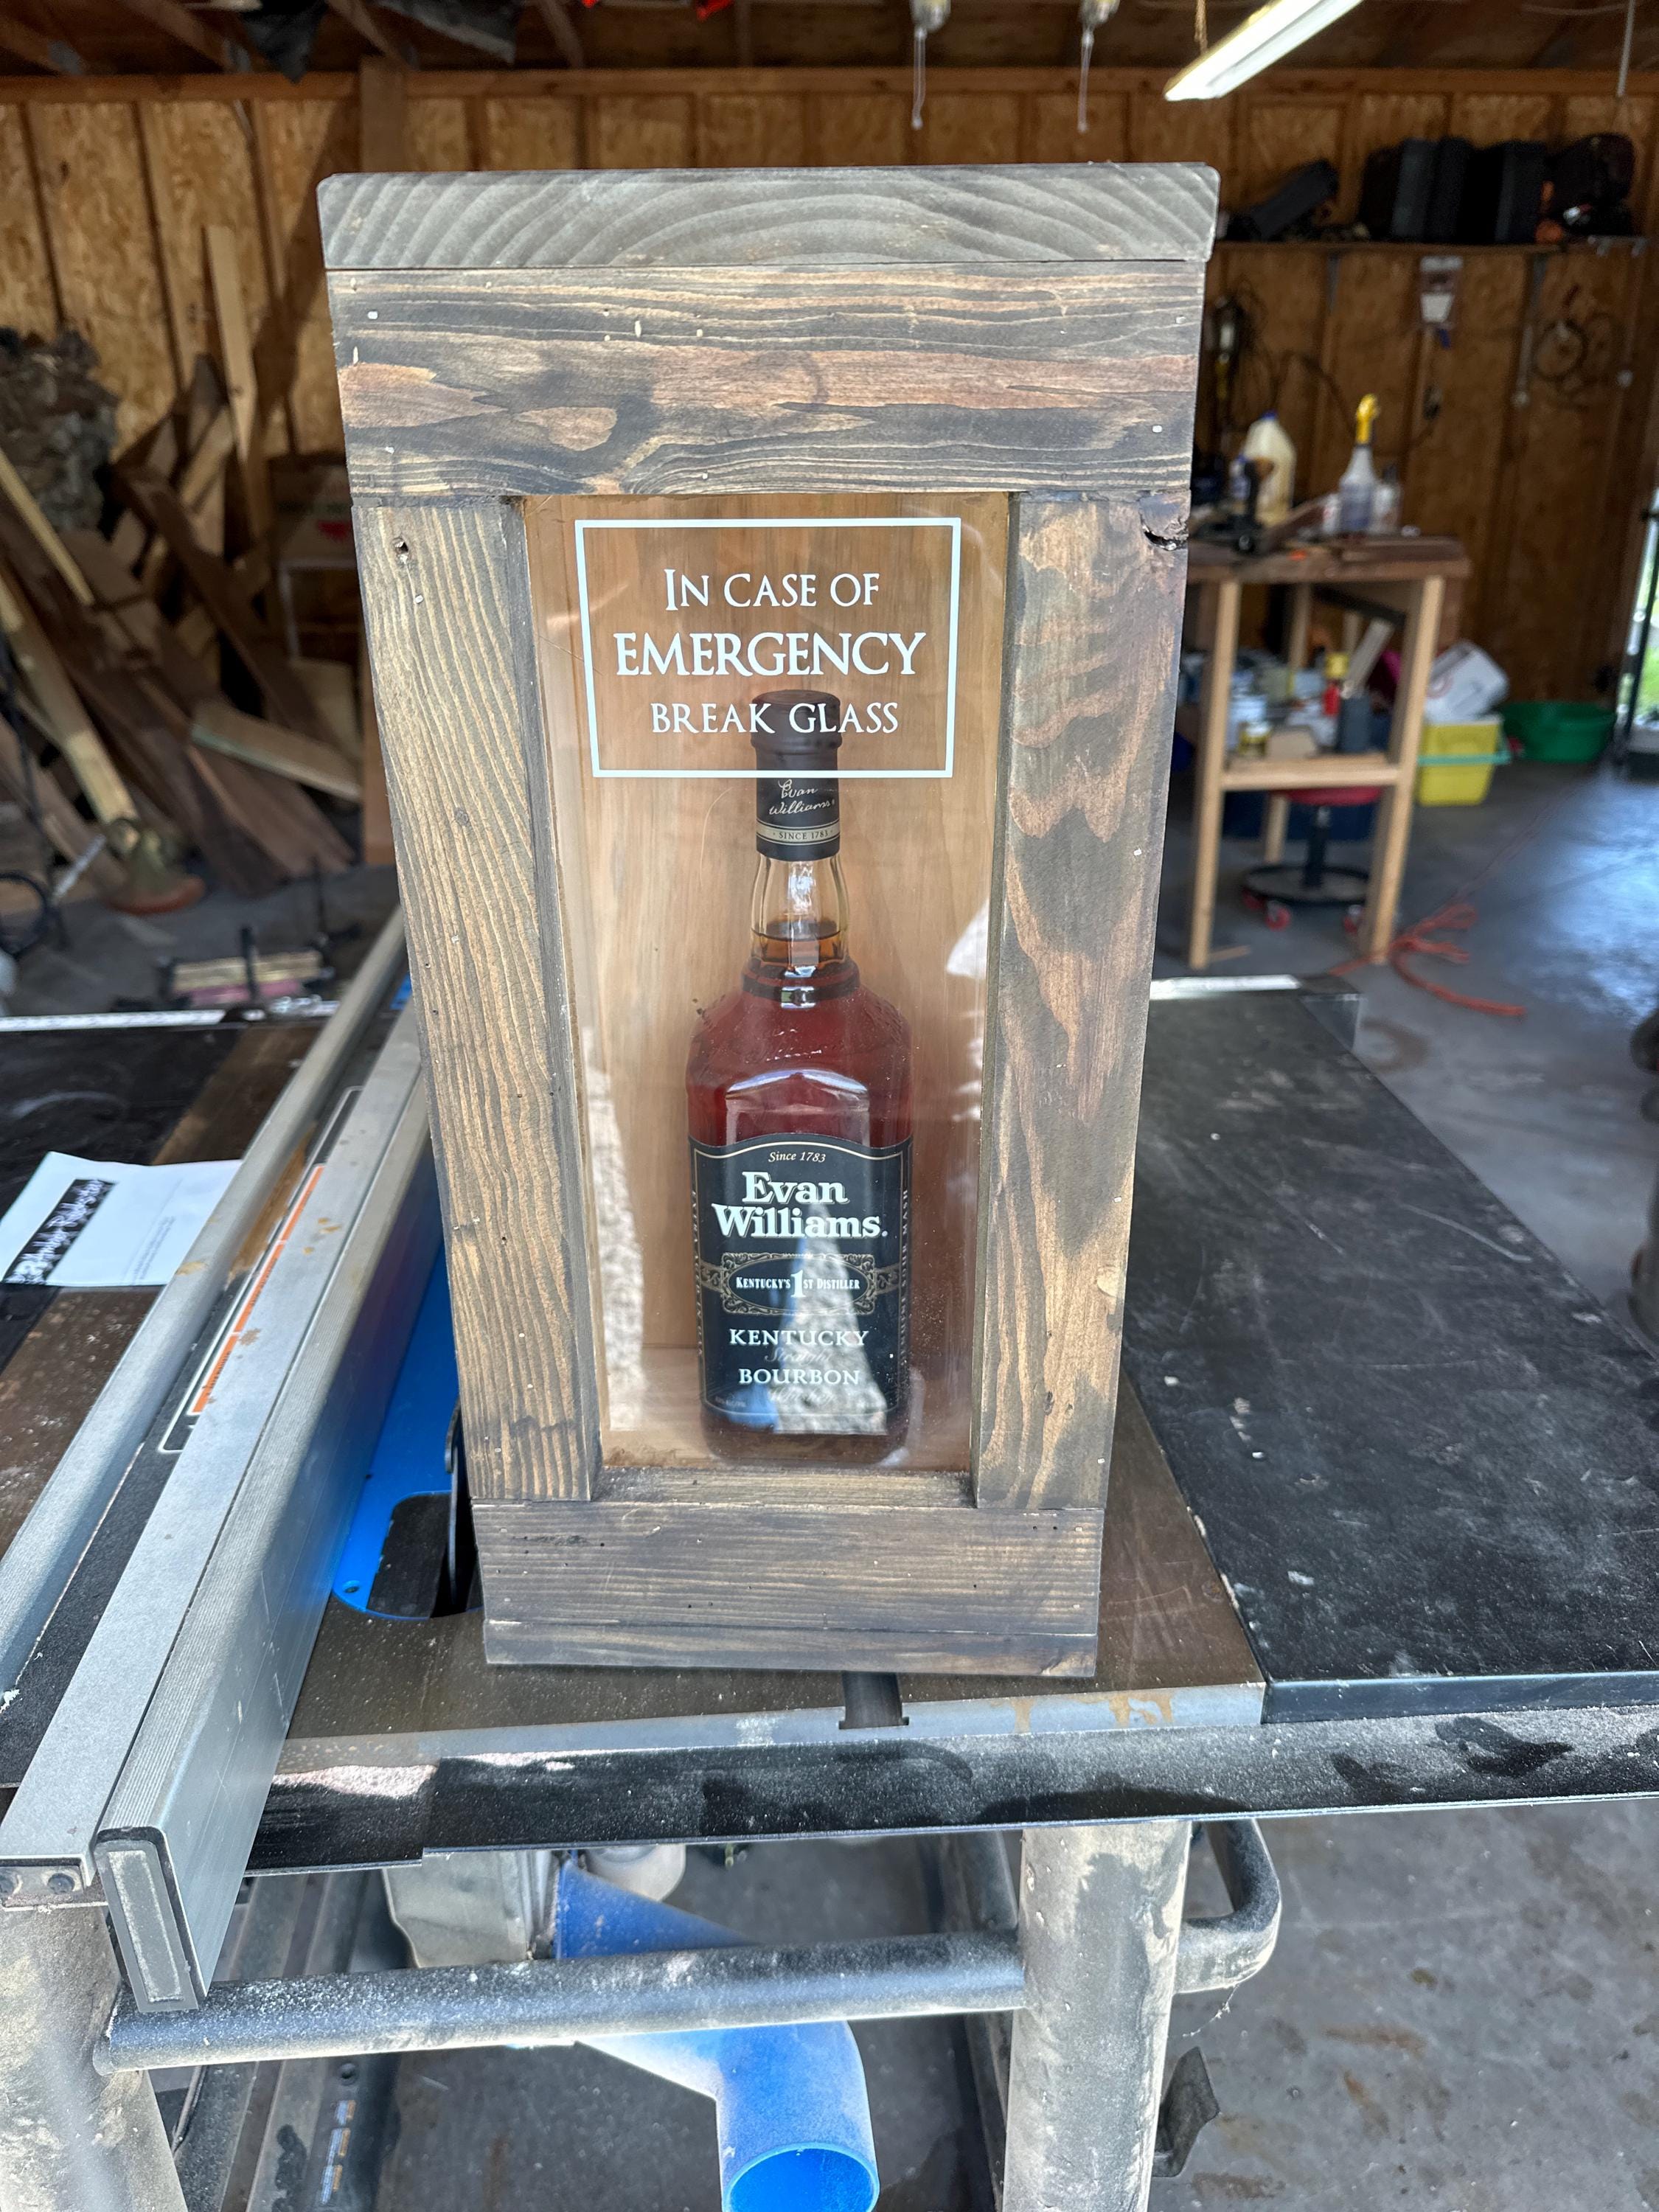 IN CASE OF
EMERGENCY
BREAK GLASS
Evan
Williams
SINCE 1783
Since 1783
Evan
Williams.
KENTUCKY'S 1ST DISTILLER
KENTUCKY
Straight
BOURBON